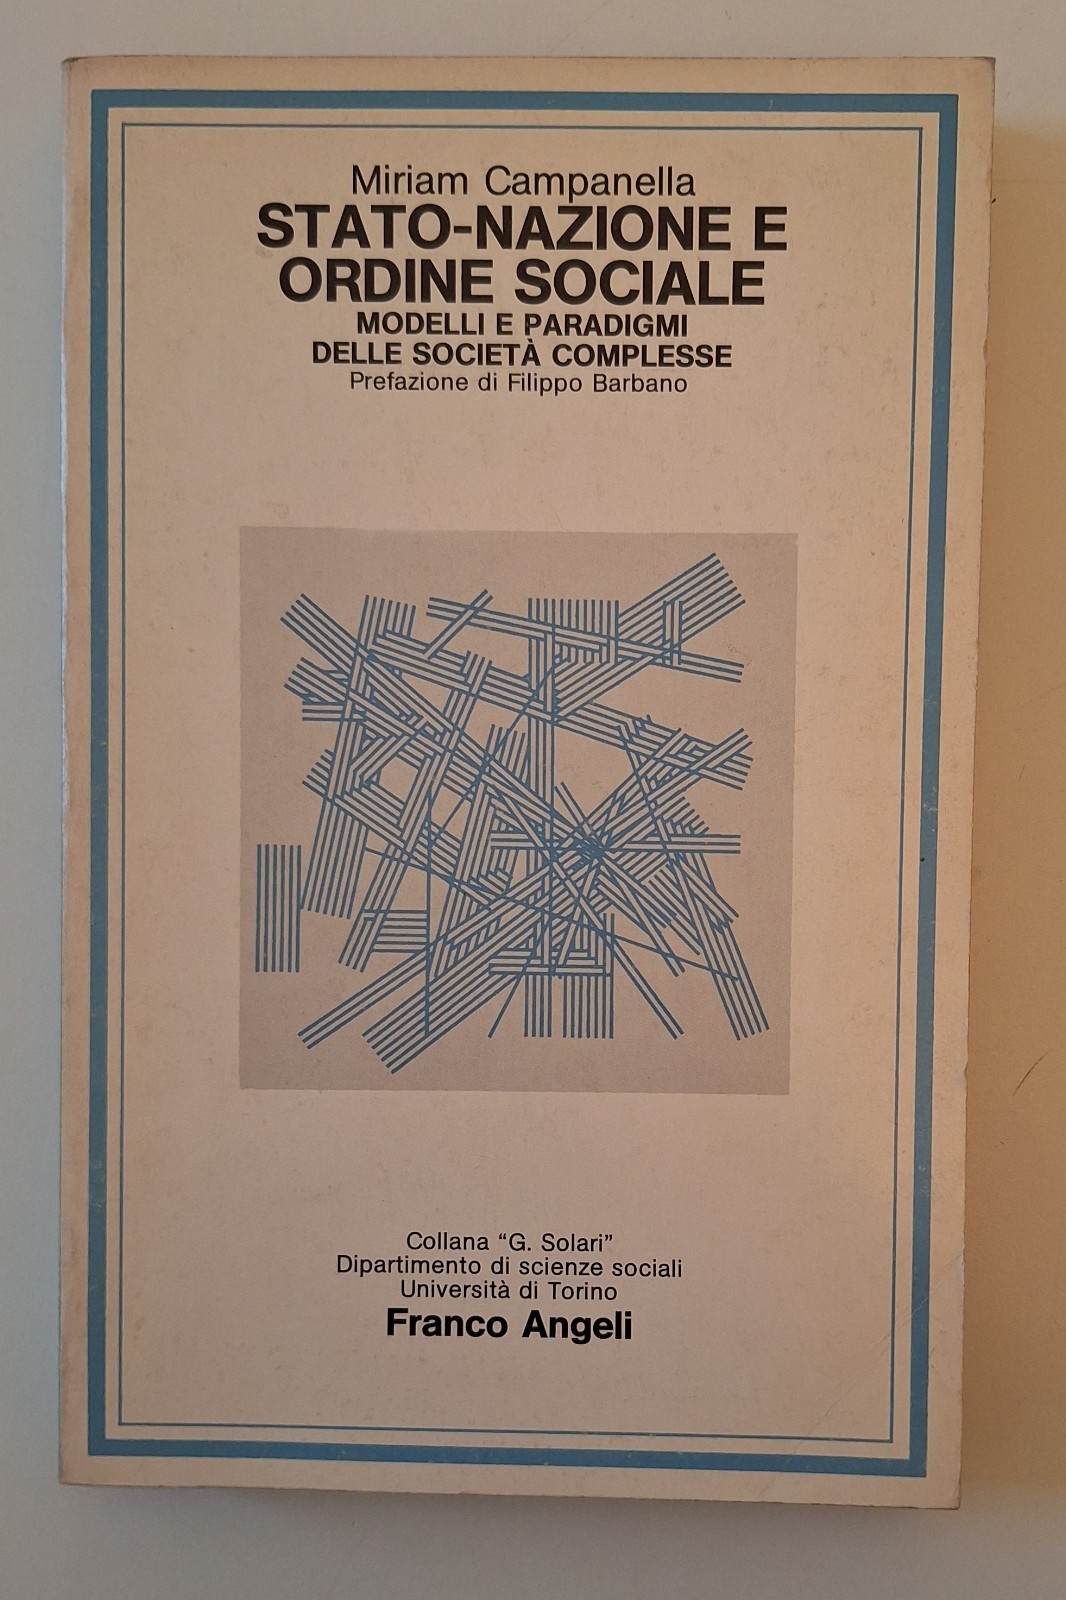 Miriam Campanella
STATO-NAZIONE E
ORDINE SOCIALE
MODELLI E PARADIGMI
DELLE SOCIETÀ COMPLESSE
Prefazione di Filippo Barbano
Collana "G. Solari"
Dipartimento di scienze sociali
Università di Torino
Franco Angeli